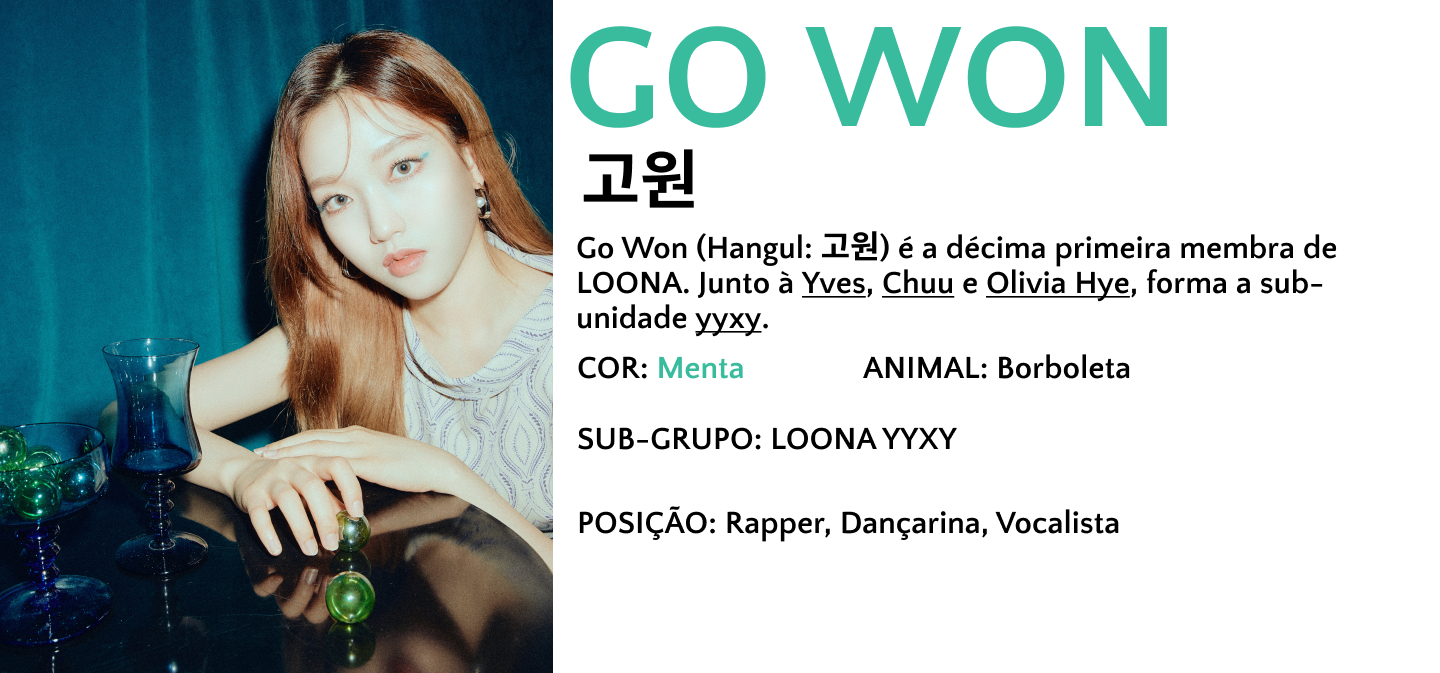 GO WON
고원
Go Won (Hangul: 고원) é a décima primeira membra de
LOONA. Junto à Yves, Chuu e Olivia Hye, forma a sub-
unidade yyxy.
COR: Menta ANIMAL: Borboleta
SUB-GRUPO: LOONA YYXY
POSIÇÃO: Rapper, Dançarina, Vocalista